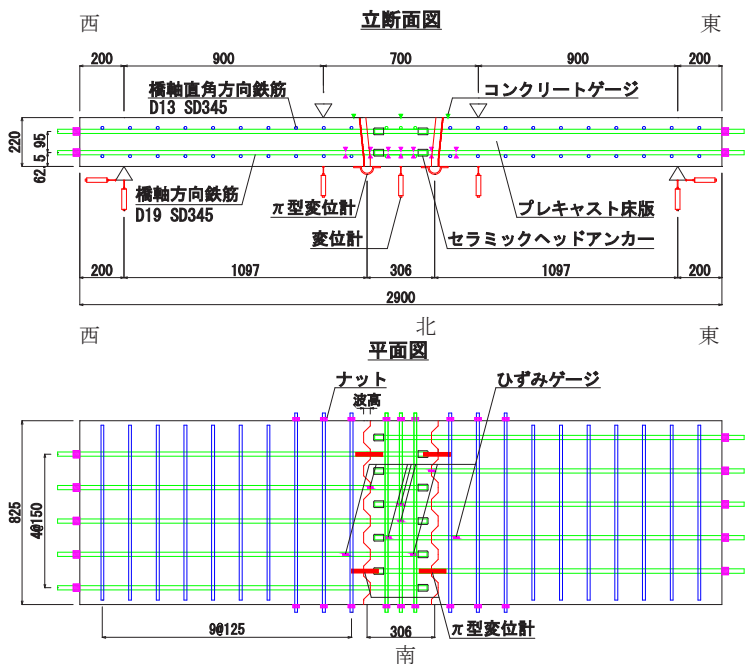 西
立断面図
東
200
900
700
900
200
橋軸直角方向鉄筋
D13 SD345
コンクリートゲージ
220
95
62.5
橋軸方向鉄筋
D19 SD345
π型変位計
変位計
プレキャスト床版
セラミックヘッドアンカー
200
1097
306
1097
200
2900
西
北
東
平面図
ナット
波高
ひずみゲージ
825
4@150
9@125
306
π型変位計
南